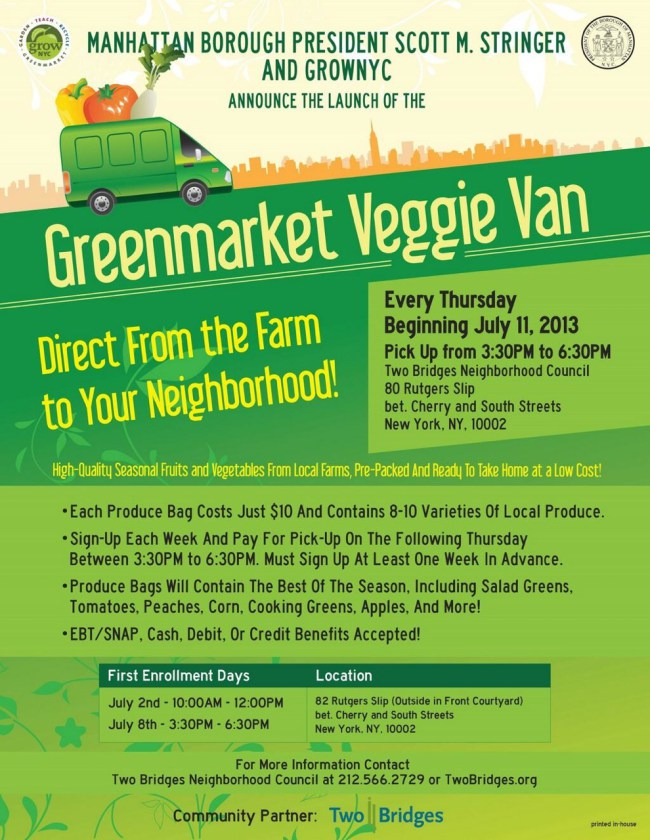 GARDEN · TEACH · RECYCLE · GREENMARKET
grow
NYC
MANHATTAN BOROUGH PRESIDENT SCOTT M. STRINGER
AND GROWNYC
ANNOUNCE THE LAUNCH OF THE
Greenmarket Veggie Van
Direct From the Farm
to Your Neighborhood!
Every Thursday
Beginning July 11, 2013
Pick Up from 3:30PM to 6:30PM
Two Bridges Neighborhood Council
80 Rutgers Slip
bet. Cherry and South Streets
New York, NY, 10002
High-Quality Seasonal Fruits and Vegetables From Local Farms, Pre-Packed And Ready To Take Home at a Low Cost!
• Each Produce Bag Costs Just $10 And Contains 8-10 Varieties Of Local Produce.
• Sign-Up Each Week And Pay For Pick-Up On The Following Thursday
Between 3:30PM to 6:30PM. Must Sign Up At Least One Week In Advance.
• Produce Bags Will Contain The Best Of The Season, Including Salad Greens,
Tomatoes, Peaches, Corn, Cooking Greens, Apples, And More!
• EBT/SNAP, Cash, Debit, Or Credit Benefits Accepted!
First Enrollment Days Location
July 2nd - 10:00AM - 12:00PM
July 8th - 3:30PM - 6:30PM
82 Rutgers Slip (Outside in Front Courtyard)
bet. Cherry and South Streets
New York, NY, 10002
For More Information Contact
Two Bridges Neighborhood Council at 212.566.2729 or TwoBridges.org
Community Partner: Two Bridges
printed in-house